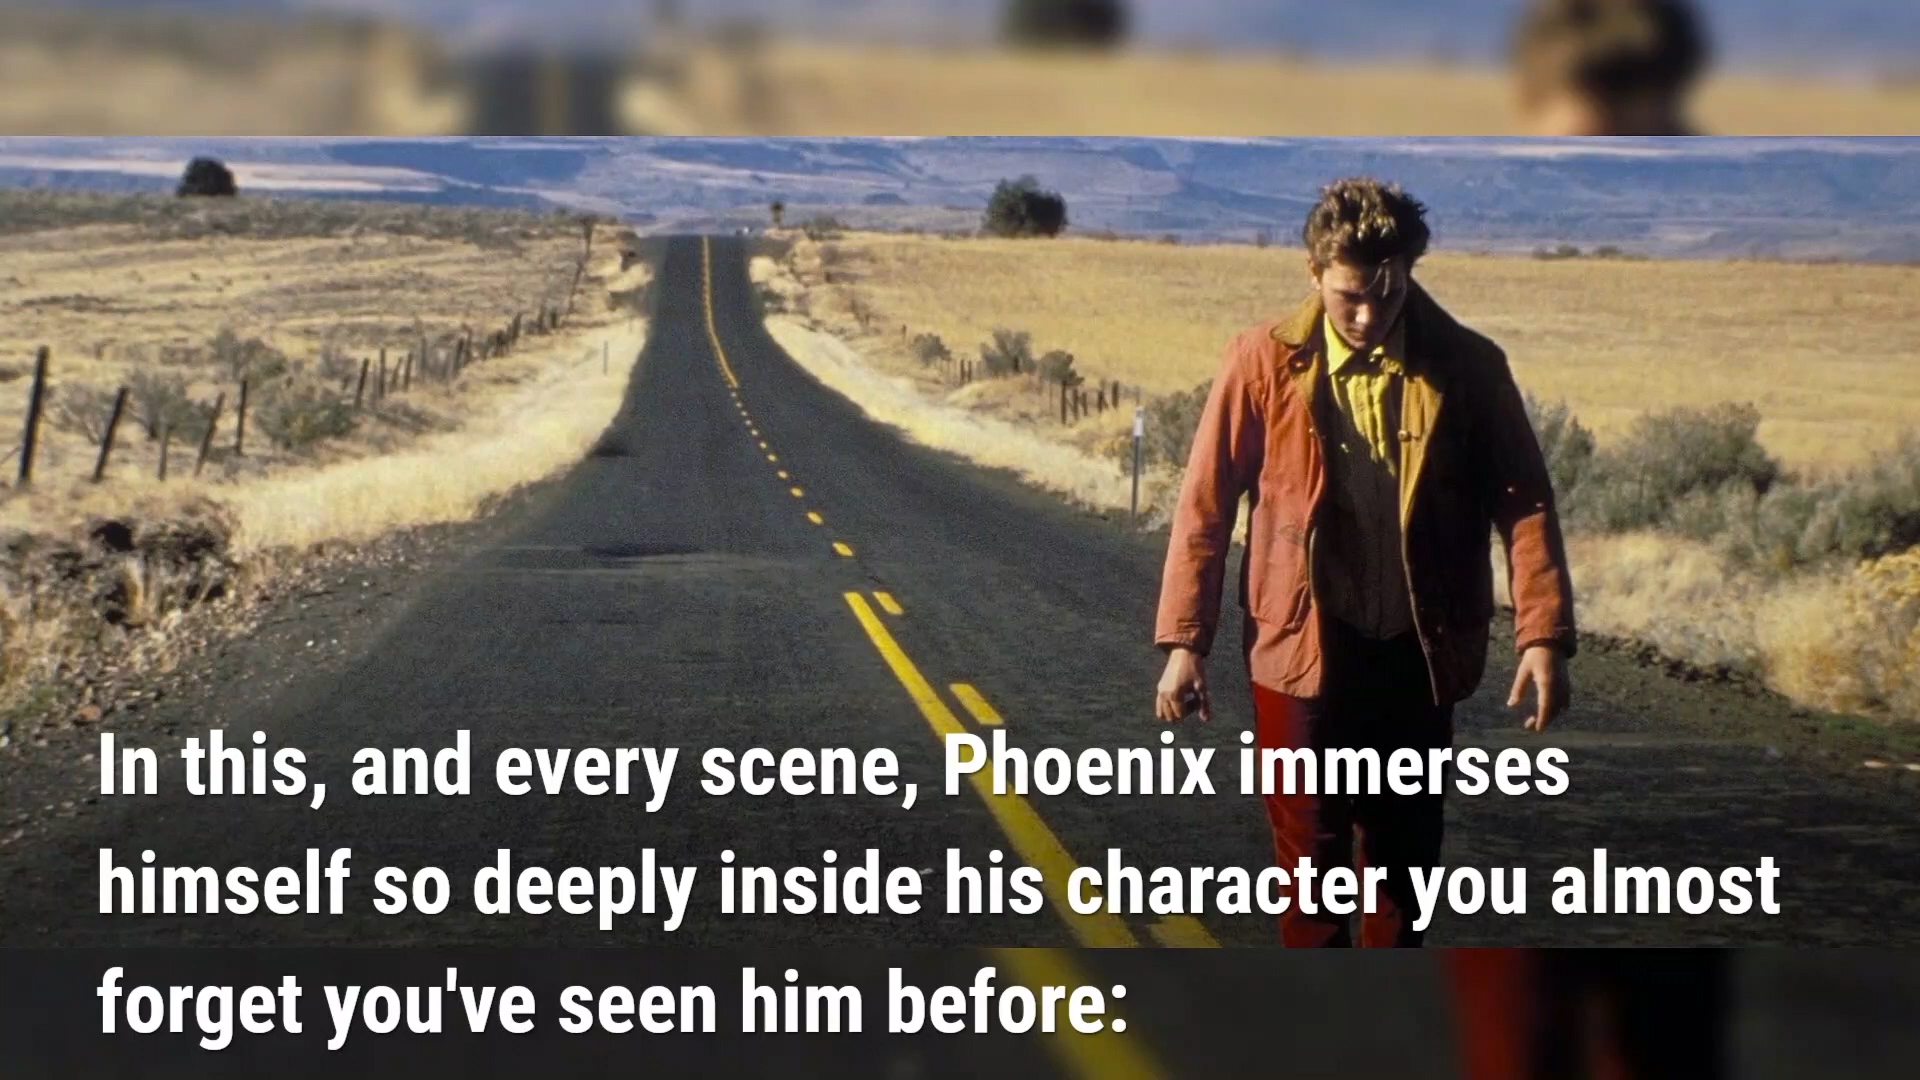 In this, and every scene, Phoenix immerses
himself so deeply inside his character you almost
forget you've seen him before: